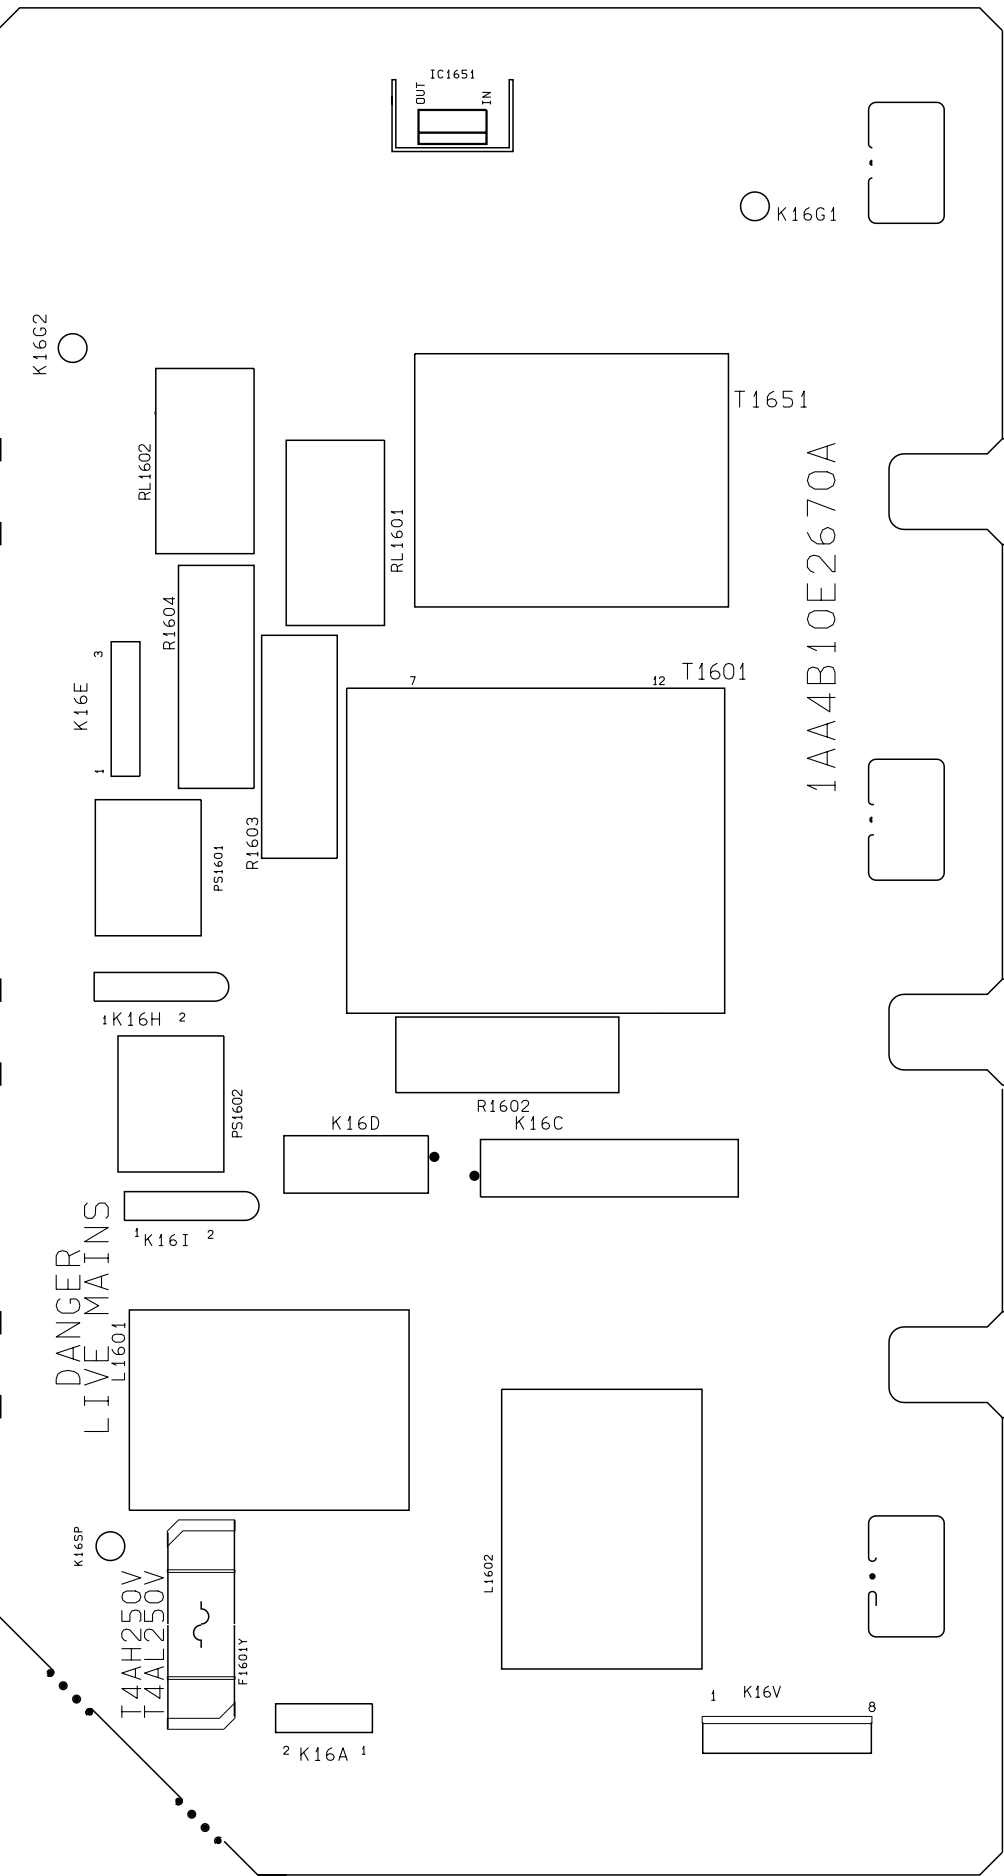 IC1651
OUT
IN
K16G1
K16G2
T1651
RL1602
RL1601
1AA4B10E2670A
R1604
3
K16E
1
7
12
T1601
R1603
PS1601
1
K16H
2
R1602
PS1602
K16D
K16C
1
K16I
2
DANGER
LIVE MAINS
L1601
K16SP
L1602
T4AH250V
T4AL250V
F1601Y
1
K16V
8
2
K16A
1